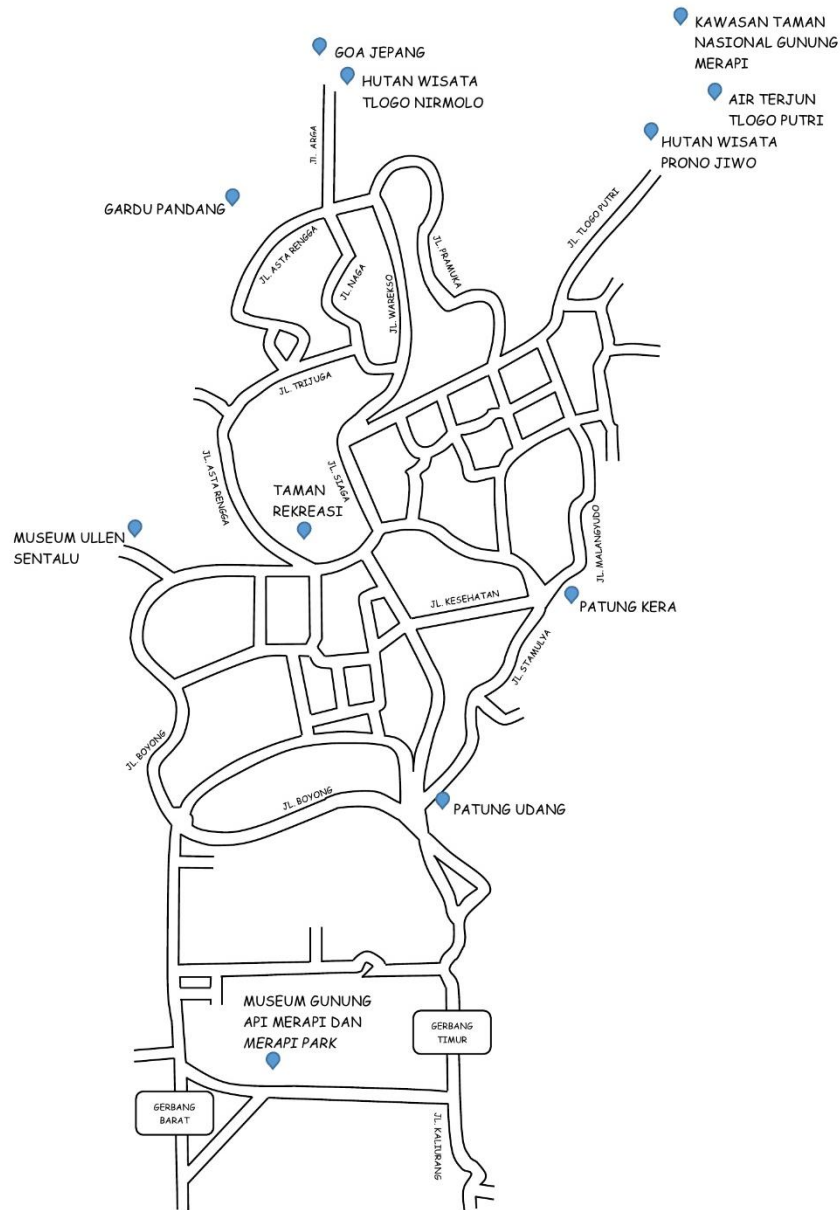 GOA JEPANG
HUTAN WISATA
TLOGO NIRMOLO
KAWASAN TAMAN
NASIONAL GUNUNG
MERAPI
AIR TERJUN
TLOGO PUTRI
HUTAN WISATA
PRONO JIWO
JL. ARGA
GARDU PANDANG
JL. TLOGO PUTRI
JL. ASTA RENGGA
JL. NAGA
JL. PRAMUKA
JL. WAREKSO
JL. TRIJUGA
JL. ASTA RENGGA
JL. SIAGA
TAMAN
REKREASI
MUSEUM ULLEN
SENTALU
JL. MALANGYUDO
JL. KESEHATAN
PATUNG KERA
JL. STAMULYA
JL. BOYONG
JL. BOYONG
PATUNG UDANG
MUSEUM GUNUNG
API MERAPI DAN
MERAPI PARK
GERBANG
TIMUR
GERBANG
BARAT
JL. KALIURANG